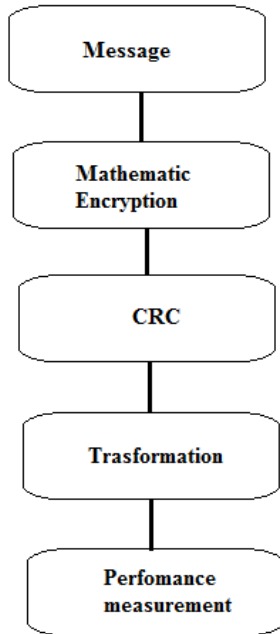 Message
Mathematic
Encryption
CRC
Trasformation
Perfomance
measurement